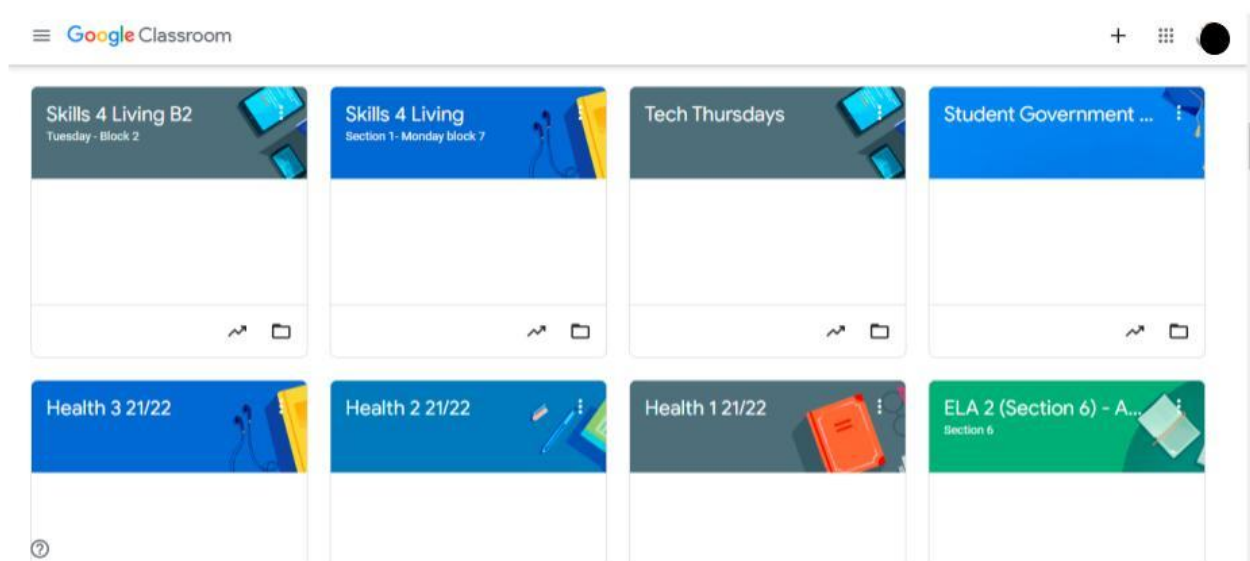 Google Classroom
Skills 4 Living B2
Tuesday - Block 2
Skills 4 Living
Section 1- Monday block 7
Tech Thursdays
Student Government ...
Health 3 21/22
Health 2 21/22
Health 1 21/22
ELA 2 (Section 6) - A...
Section 6